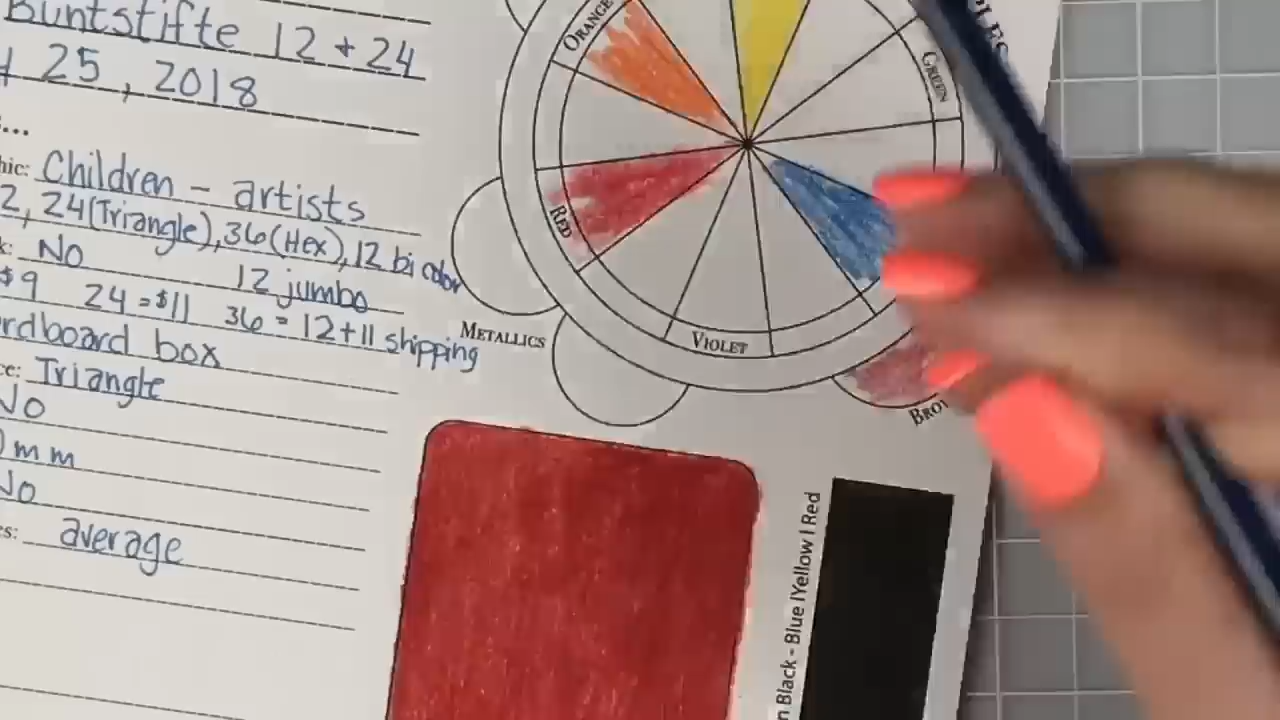 Buntstifte 12 + 24
25, 2018
...
Children - artists
2, 24(Triangle), 36(Hex), 12 bi color
No
12 jumbo
$9 24 = $11 36 = 12+11 shipping
cardboard box
Triangle
No
mm
No
average
ORANGE
GREEN
RED
VIOLET
METALLICS
BRO
n Black - Blue |Yellow | Red